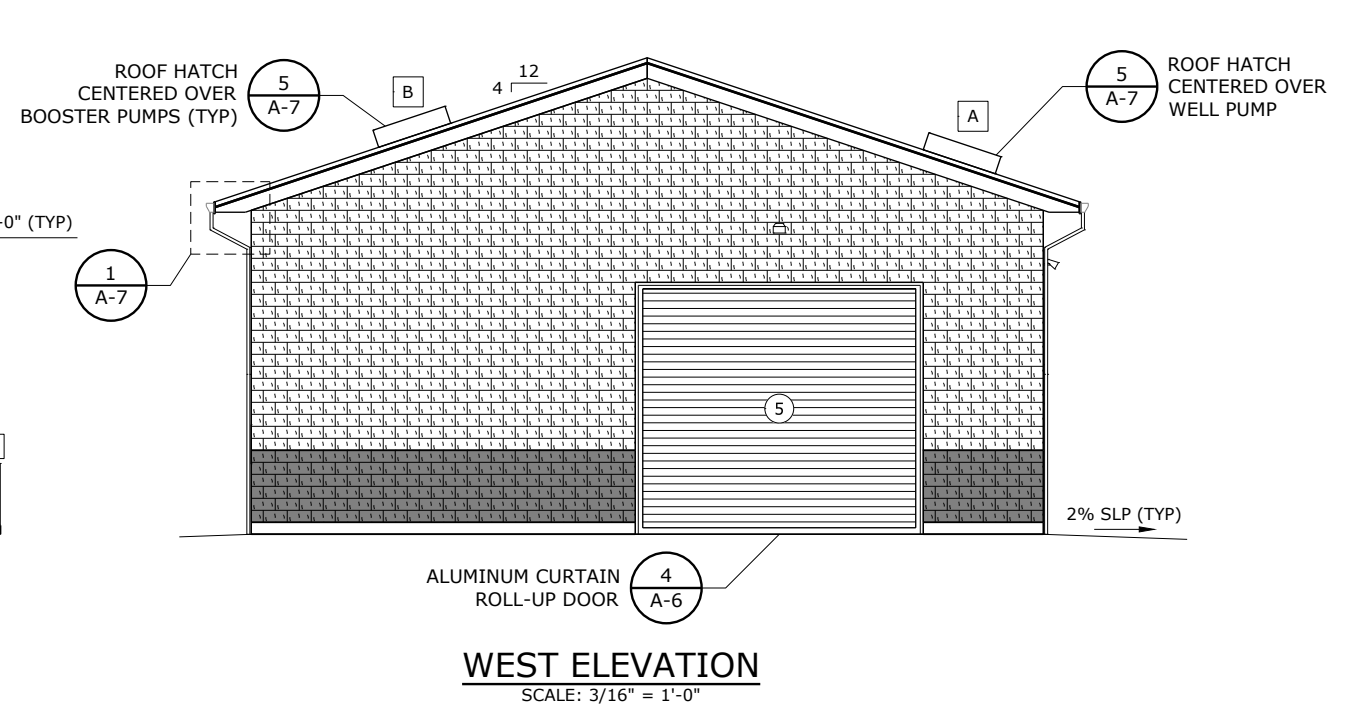 ROOF HATCH
CENTERED OVER
BOOSTER PUMPS (TYP)
5
A-7
B
12
4
A
5
A-7
ROOF HATCH
CENTERED OVER
WELL PUMP
-0" (TYP)
1
A-7
5
2% SLP (TYP)
ALUMINUM CURTAIN
ROLL-UP DOOR
4
A-6
WEST ELEVATION
SCALE: 3/16" = 1'-0"